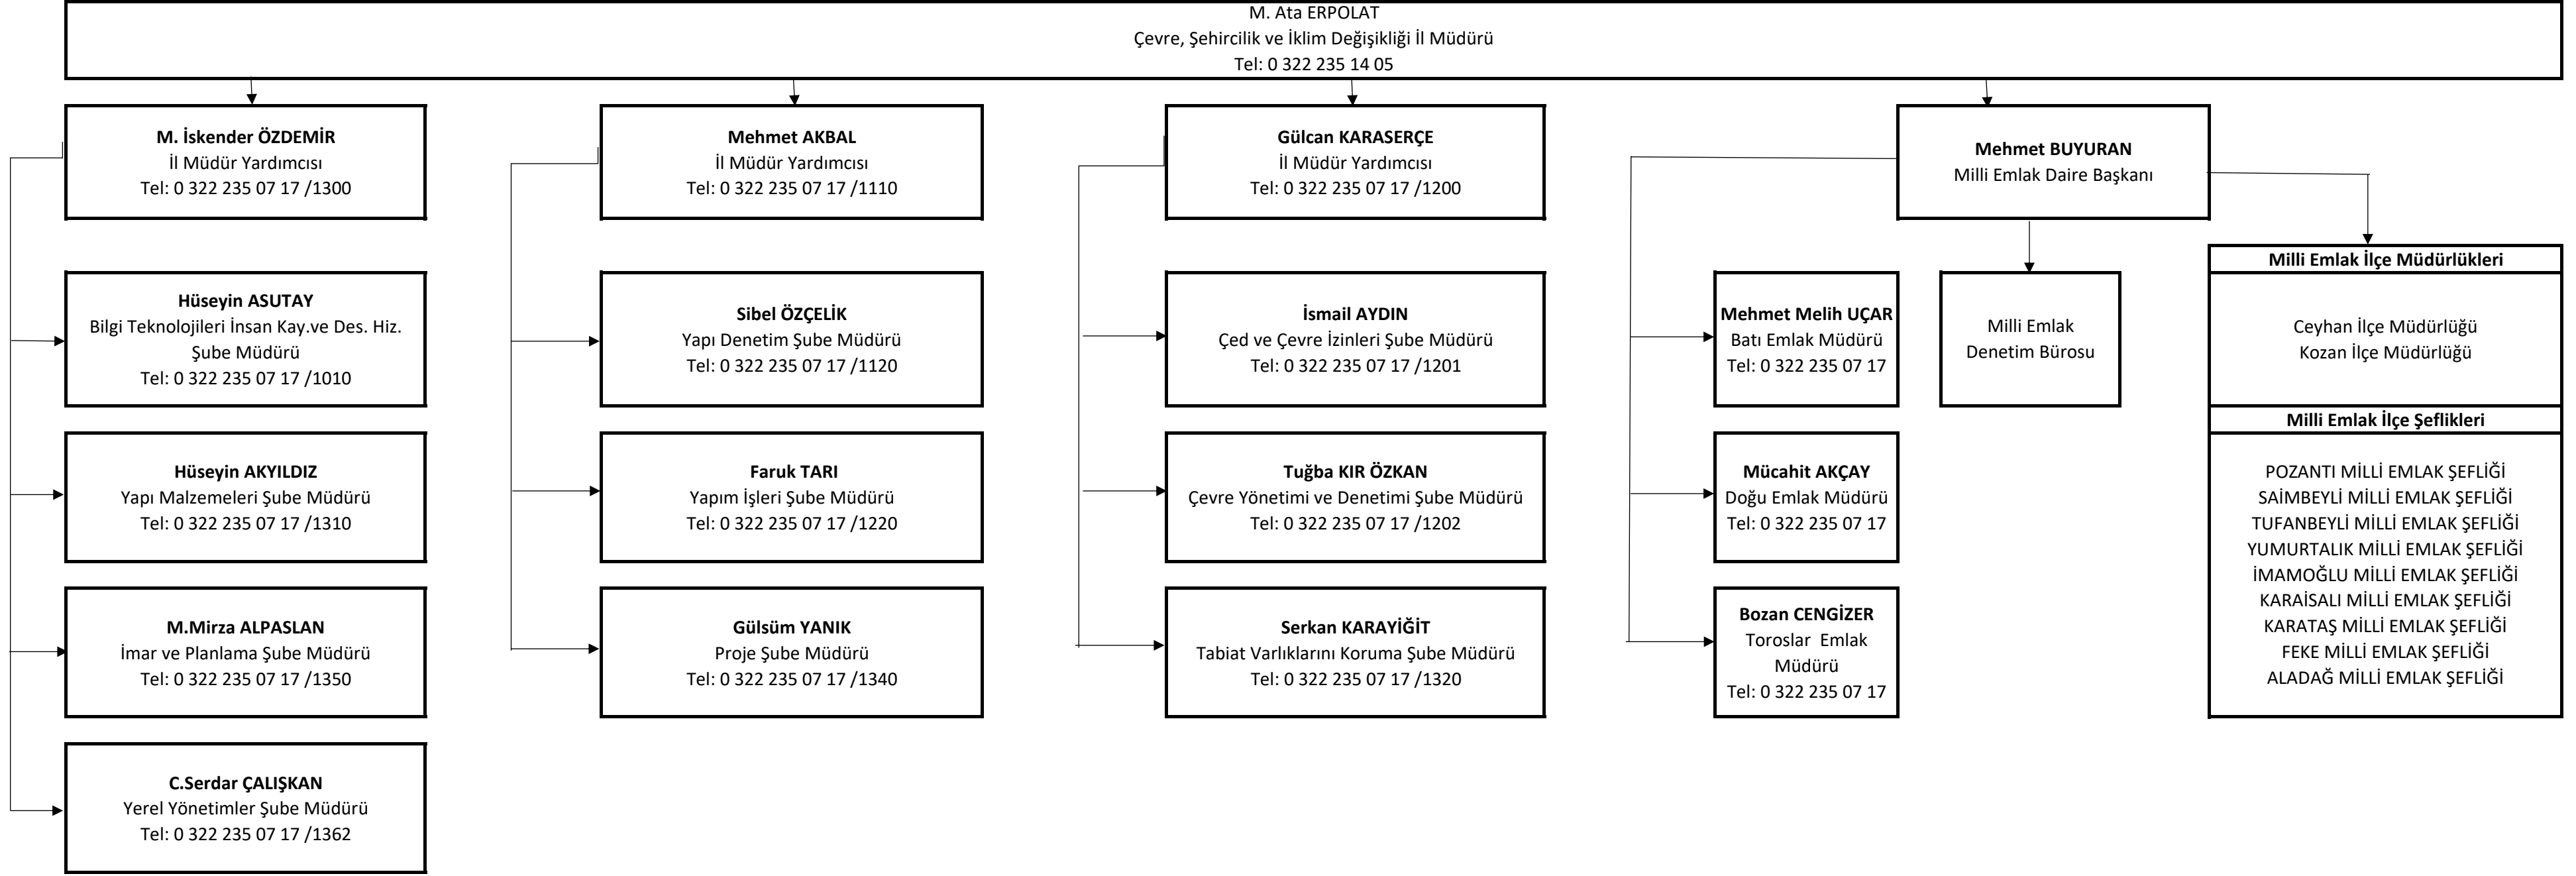 M. Ata ERPOLAT
Çevre, Şehircilik ve İklim Değişikliği İl Müdürü
Tel: 0 322 235 14 05
M. İskender ÖZDEMİR
İl Müdür Yardımcısı
Tel: 0 322 235 07 17 /1300
Mehmet AKBAL
İl Müdür Yardımcısı
Tel: 0 322 235 07 17 /1110
Gülcan KARASERÇE
İl Müdür Yardımcısı
Tel: 0 322 235 07 17 /1200
Mehmet BUYURAN
Milli Emlak Daire Başkanı
Hüseyin ASUTAY
Bilgi Teknolojileri İnsan Kay.ve Des. Hiz.
Şube Müdürü
Tel: 0 322 235 07 17 /1010
Hüseyin AKYILDIZ
Yapı Malzemeleri Şube Müdürü
Tel: 0 322 235 07 17 /1310
M.Mirza ALPASLAN
İmar ve Planlama Şube Müdürü
Tel: 0 322 235 07 17 /1350
C.Serdar ÇALIŞKAN
Yerel Yönetimler Şube Müdürü
Tel: 0 322 235 07 17 /1362
Sibel ÖZÇELİK
Yapı Denetim Şube Müdürü
Tel: 0 322 235 07 17 /1120
Faruk TARI
Yapım İşleri Şube Müdürü
Tel: 0 322 235 07 17 /1220
Gülsüm YANIK
Proje Şube Müdürü
Tel: 0 322 235 07 17 /1340
İsmail AYDIN
Çed ve Çevre İzinleri Şube Müdürü
Tel: 0 322 235 07 17 /1201
Tuğba KIR ÖZKAN
Çevre Yönetimi ve Denetimi Şube Müdürü
Tel: 0 322 235 07 17 /1202
Serkan KARAYİĞİT
Tabiat Varlıklarını Koruma Şube Müdürü
Tel: 0 322 235 07 17 /1320
Mehmet Melih UÇAR
Batı Emlak Müdürü
Tel: 0 322 235 07 17
Mücahit AKÇAY
Doğu Emlak Müdürü
Tel: 0 322 235 07 17
Bozan CENGİZER
Toroslar Emlak
Müdürü
Tel: 0 322 235 07 17
Milli Emlak
Denetim Bürosu
Milli Emlak İlçe Müdürlükleri
Ceyhan İlçe Müdürlüğü
Kozan İlçe Müdürlüğü
Milli Emlak İlçe Şeflikleri
POZANTI MİLLİ EMLAK ŞEFLİĞİ
SAİMBEYLİ MİLLİ EMLAK ŞEFLİĞİ
TUFANBEYLİ MİLLİ EMLAK ŞEFLİĞİ
YUMURTALIK MİLLİ EMLAK ŞEFLİĞİ
İMAMOĞLU MİLLİ EMLAK ŞEFLİĞİ
KARAİSALI MİLLİ EMLAK ŞEFLİĞİ
KARATAŞ MİLLİ EMLAK ŞEFLİĞİ
FEKE MİLLİ EMLAK ŞEFLİĞİ
ALADAĞ MİLLİ EMLAK ŞEFLİĞİ